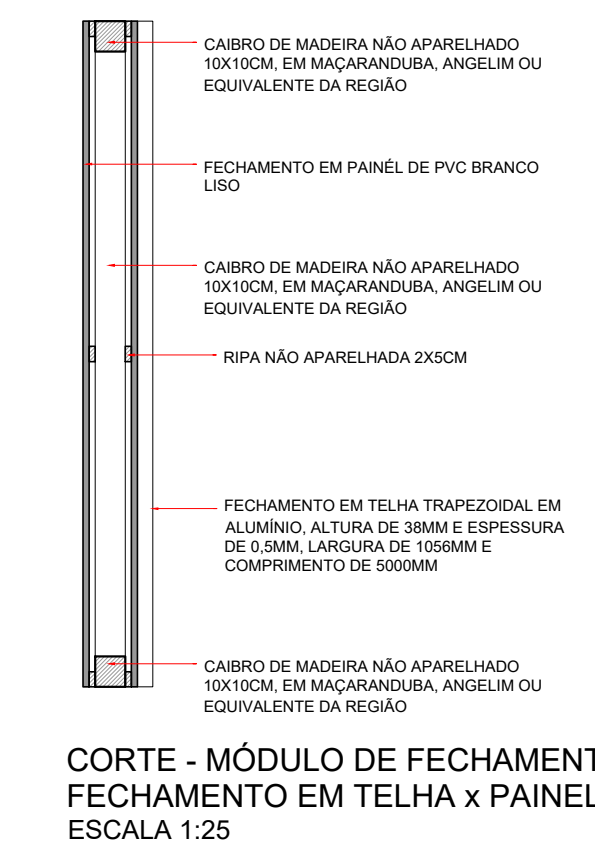 CAIBRO DE MADEIRA NÃO APARELHADO
10X10CM, EM MAÇARANDUBA, ANGELIM OU
EQUIVALENTE DA REGIÃO
FECHAMENTO EM PAINÉL DE PVC BRANCO
LISO
CAIBRO DE MADEIRA NÃO APARELHADO
10X10CM, EM MAÇARANDUBA, ANGELIM OU
EQUIVALENTE DA REGIÃO
RIPA NÃO APARELHADA 2X5CM
FECHAMENTO EM TELHA TRAPEZOIDAL EM
ALUMÍNIO, ALTURA DE 38MM E ESPESSURA
DE 0,5MM, LARGURA DE 1056MM E
COMPRIMENTO DE 5000MM
CAIBRO DE MADEIRA NÃO APARELHADO
10X10CM, EM MAÇARANDUBA, ANGELIM OU
EQUIVALENTE DA REGIÃO
CORTE - MÓDULO DE FECHAMENT
FECHAMENTO EM TELHA x PAINEL
ESCALA 1:25